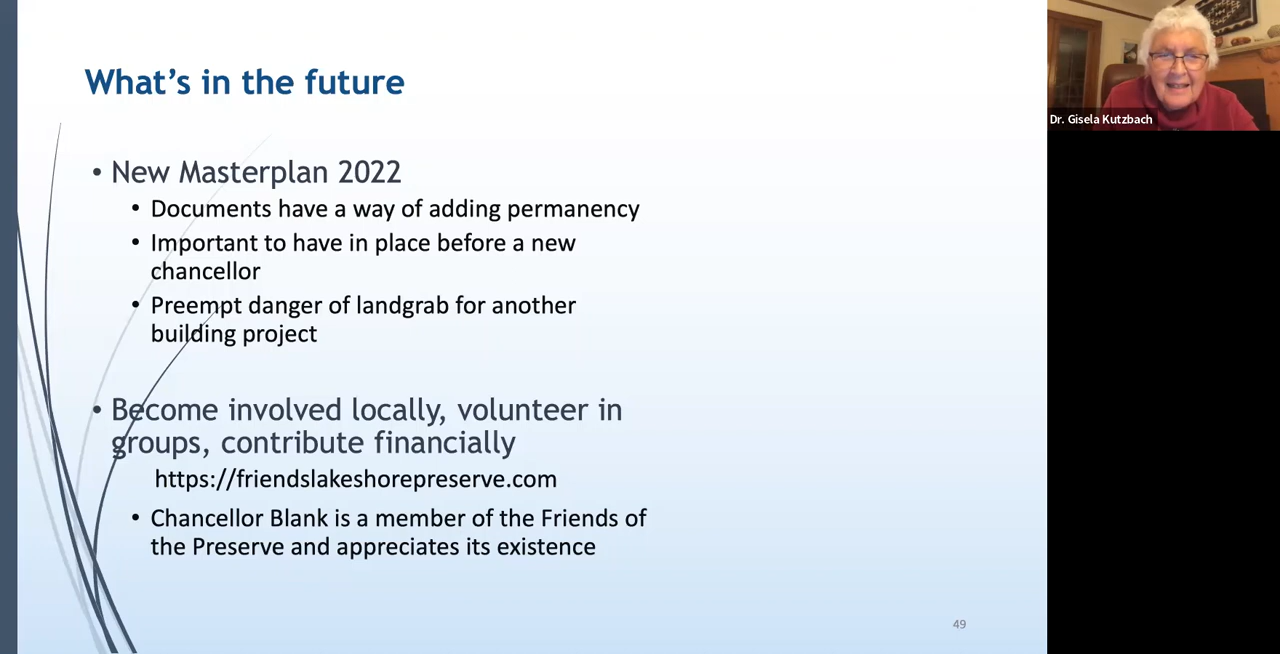 What’s in the future
Dr. Gisela Kutzbach
• New Masterplan 2022
• Documents have a way of adding permanency
• Important to have in place before a new
chancellor
• Preempt danger of landgrab for another
building project
• Become involved locally, volunteer in
groups, contribute financially
https://friendslakeshorepreserve.com
• Chancellor Blank is a member of the Friends of
the Preserve and appreciates its existence
49